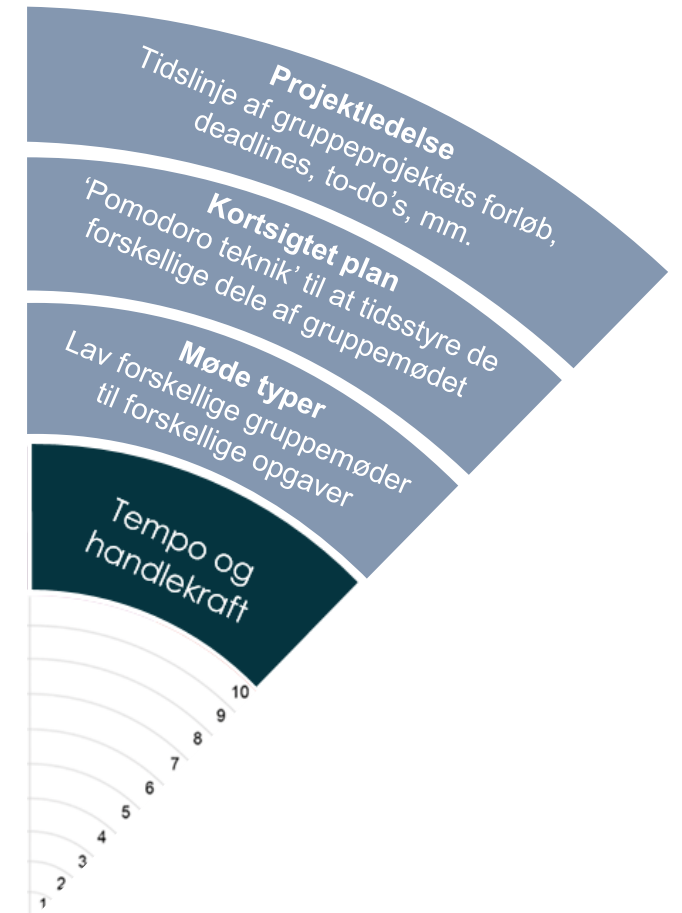 Projektledelse
Tidslinje af gruppeprojektets forløb,
deadlines, to-do’s, mm.
Kortsigtet plan
‘Pomodoro teknik’ til at tidsstyre de
forskellige dele af gruppemødet
Møde typer
Lav forskellige gruppemøder
til forskellige opgaver
Tempo og
handlekraft
10
9
8
7
6
5
4
3
2
1